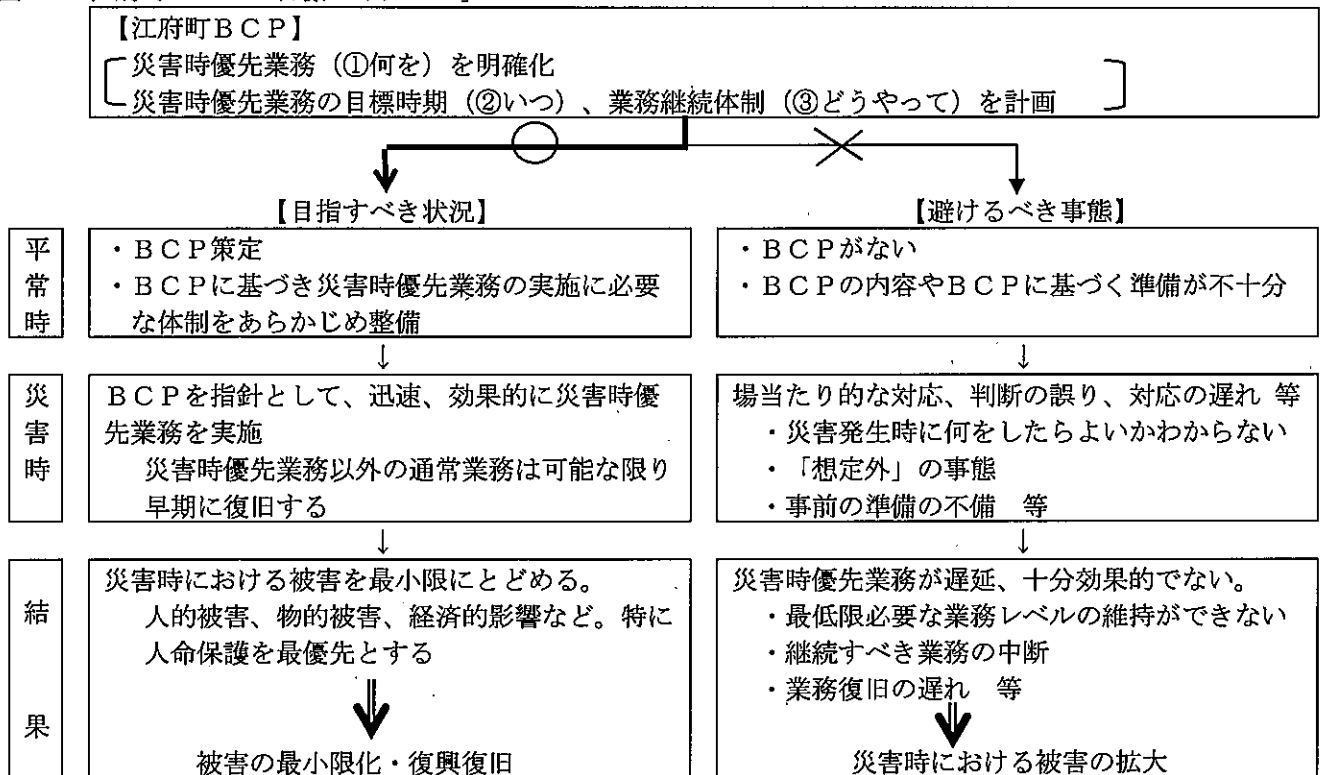 【江府町ＢＣＰ】
災害時優先業務（①何を）を明確化
災害時優先業務の目標時期（②いつ）、業務継続体制（③どうやって）を計画
【目指すべき状況】
【避けるべき事態】
平常時
・ＢＣＰ策定
・ＢＣＰに基づき災害時優先業務の実施に必要
な体制をあらかじめ整備
・ＢＣＰがない
・ＢＣＰの内容やＢＣＰに基づく準備が不十分
↓
↓
災害時
ＢＣＰを指針として、迅速、効果的に災害時優
先業務を実施
災害時優先業務以外の通常業務は可能な限り
早期に復旧する
場当たり的な対応、判断の誤り、対応の遅れ 等
・災害発生時に何をしたらよいかわからない
・「想定外」の事態
・事前の準備の不備　等
↓
↓
結果
災害時における被害を最小限にとどめる。
人的被害、物的被害、経済的影響など。特に
人命保護を最優先とする
被害の最小限化・復興復旧
災害時優先業務が遅延、十分効果的でない。
・最低限必要な業務レベルの維持ができない
・継続すべき業務の中断
・業務復旧の遅れ　等
災害時における被害の拡大